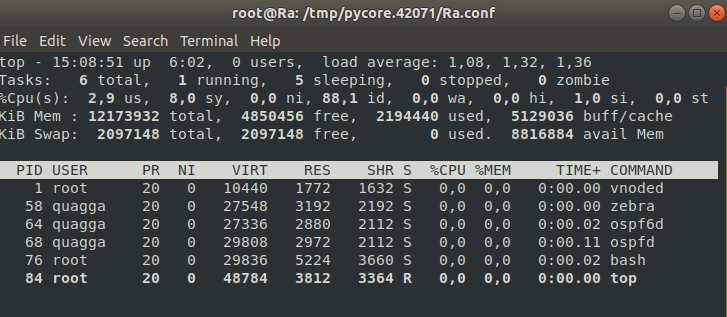 root@Ra: /tmp/pycore.42071/Ra.conf
File Edit View Search Terminal Help
top - 15:08:51 up  6:02,  0 users,  load average: 1,08, 1,32, 1,36
Tasks:   6 total,   1 running,   5 sleeping,   0 stopped,   0 zombie
%Cpu(s):  2,9 us,  8,0 sy,  0,0 ni, 88,1 id,  0,0 wa,  0,0 hi,  1,0 si,  0,0 st
KiB Mem : 12173932 total,  4850456 free,  2194440 used,  5129036 buff/cache
KiB Swap:  2097148 total,  2097148 free,        0 used.  8816884 avail Mem
PID USER      PR  NI    VIRT    RES    SHR S  %CPU %MEM     TIME+ COMMAND
1 root      20   0   10440   1772   1632 S   0,0  0,0   0:00.00 vnoded
58 quagga    20   0   27548   3192   2192 S   0,0  0,0   0:00.00 zebra
64 quagga    20   0   27336   2880   2112 S   0,0  0,0   0:00.02 ospf6d
68 quagga    20   0   29808   2972   2112 S   0,0  0,0   0:00.11 ospfd
76 root      20   0   29836   5224   3660 S   0,0  0,0   0:00.02 bash
84 root      20   0   48784   3812   3364 R   0,0  0,0   0:00.00 top